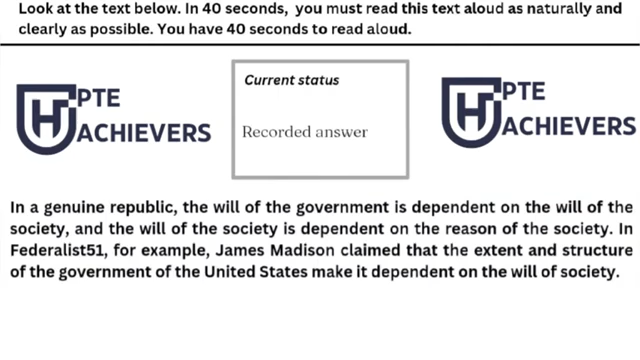 Look at the text below. In 40 seconds, you must read this text aloud as naturally and
clearly as possible. You have 40 seconds to read aloud.
PTE
ACHIEVERS
Current status
Recorded answer
PTE
ACHIEVERS
In a genuine republic, the will of the government is dependent on the will of the
society, and the will of the society is dependent on the reason of the society. In
Federalist51, for example, James Madison claimed that the extent and structure
of the government of the United States make it dependent on the will of society.